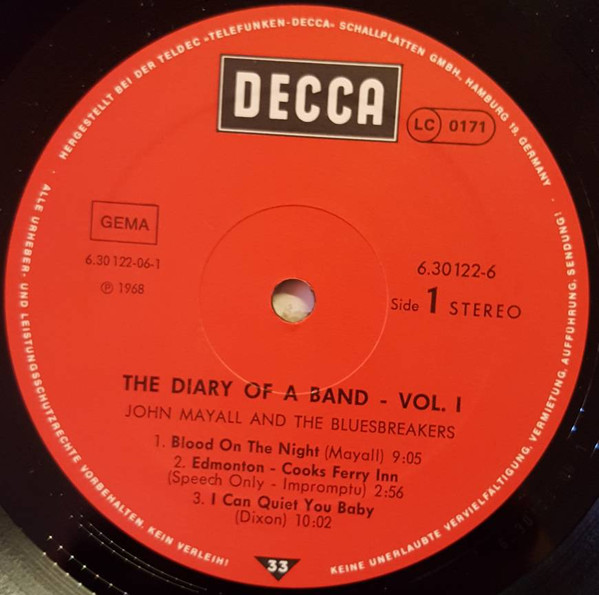 HERGESTELLT BEI DER TELDEC »TELEFUNKEN-DECCA« SCHALLPLATTEN GMBH., HAMBURG 19, GERMANY · KEINE UNERLAUBTE VERVIELFÄLTIGUNG, VERMIETUNG, AUFFÜHRUNG, SENDUNG!
ALLE URHEBER- UND LEISTUNGSSCHUTZRECHTE VORBEHALTEN, KEIN VERLEIH!
DECCA
LC 0171
GEMA
6.30122-06-1
Ⓟ 1968
6.30122-6
Side 1 STEREO
THE DIARY OF A BAND - VOL. I
JOHN MAYALL AND THE BLUESBREAKERS
1. Blood On The Night (Mayall) 9:05
2. Edmonton - Cooks Ferry Inn
(Speech Only - Impromptu) 2:56
3. I Can Quiet You Baby
(Dixon) 10:02
33